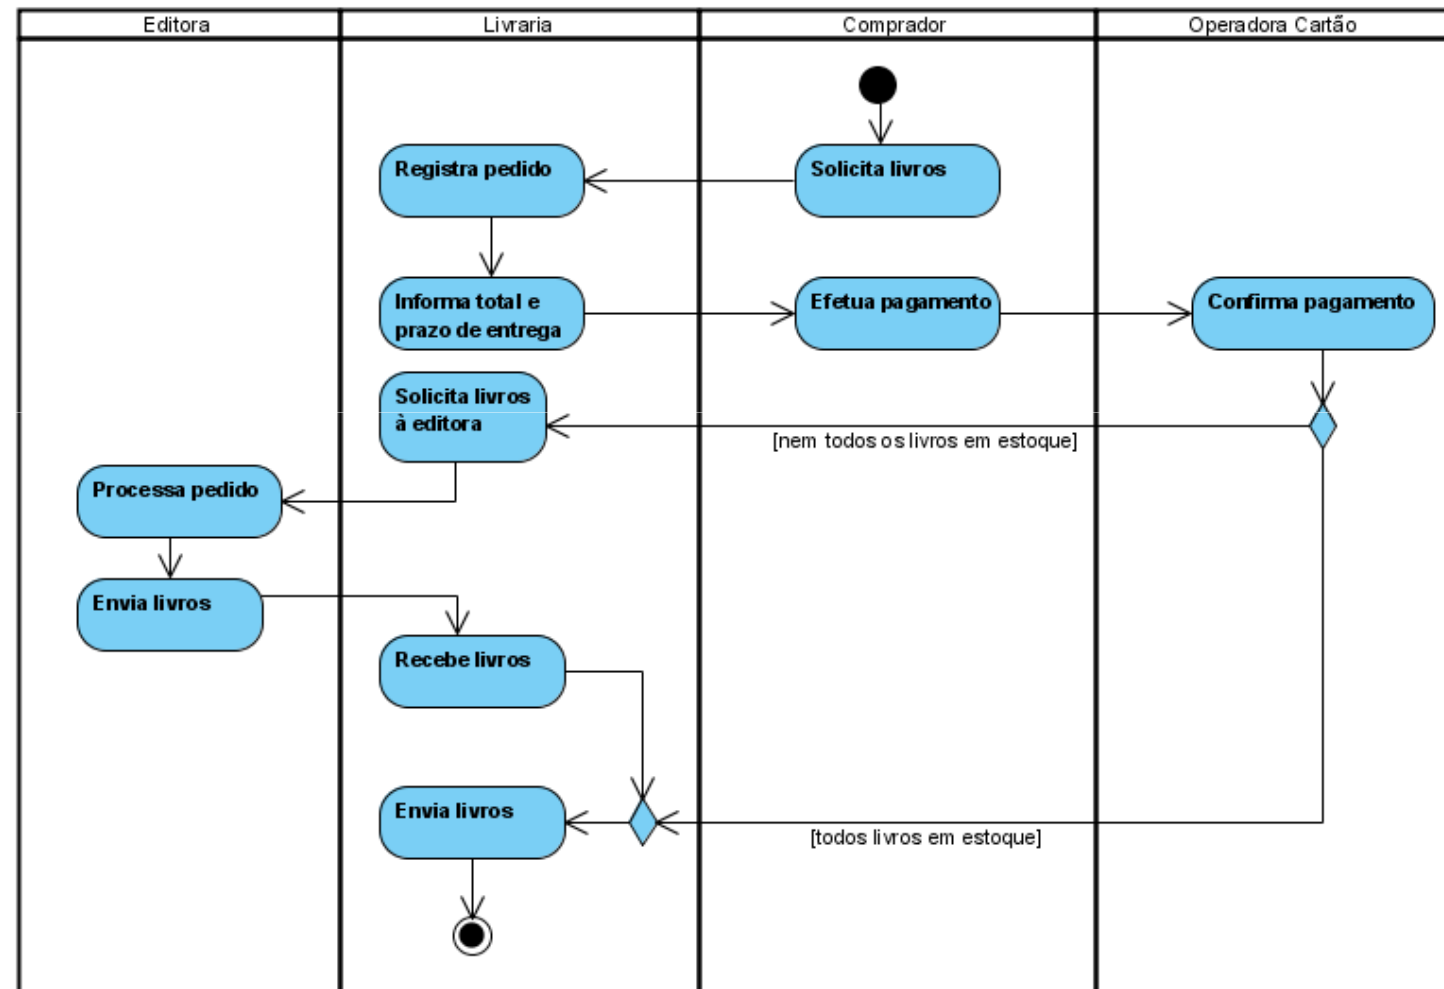 Editora
Livraria
Comprador
Operadora Cartão
Registra pedido
Solicita livros
Informa total e
prazo de entrega
Efetua pagamento
Confirma pagamento
Solicita livros
à editora
[nem todos os livros em estoque]
Processa pedido
Envia livros
Recebe livros
Envia livros
[todos livros em estoque]